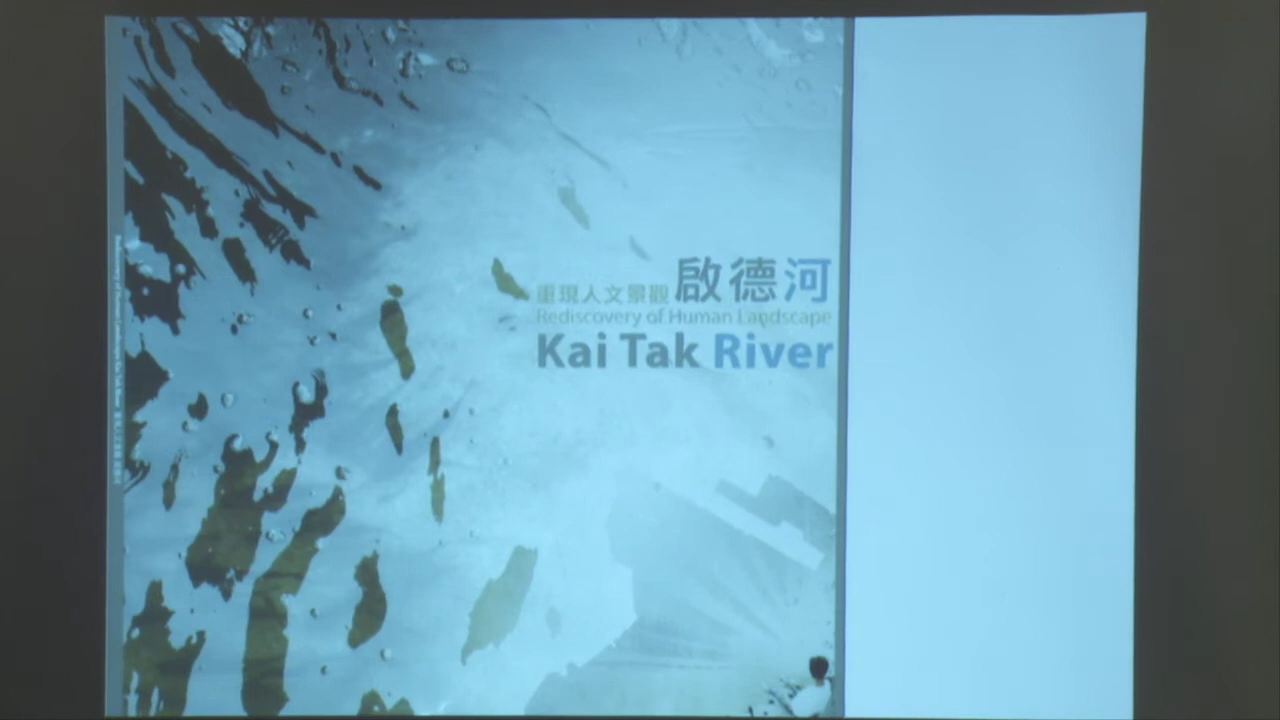 重現人文景觀 啟德河
Rediscovery of Human Landscape
Kai Tak River